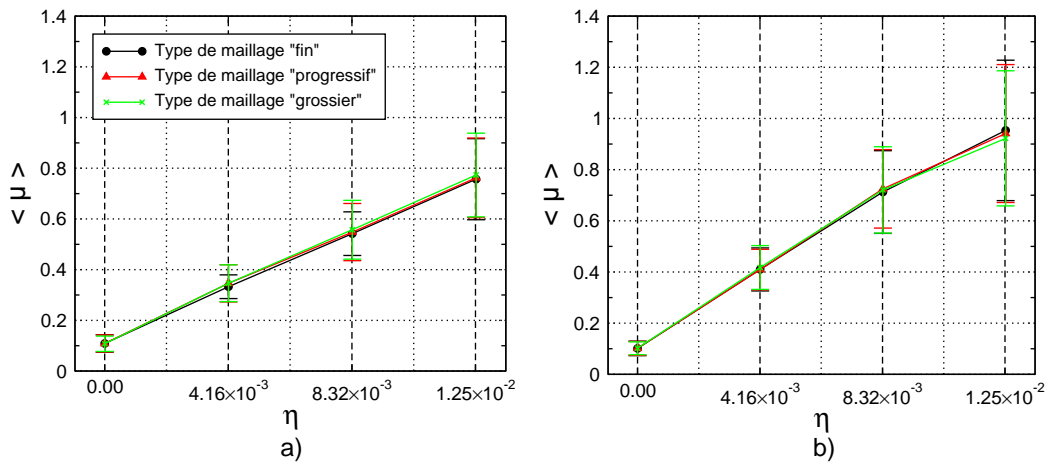 1.4
1.2
1
0.8
0.6
0.4
0.2
0
< μ >
Type de maillage "fin"
Type de maillage "progressif"
Type de maillage "grossier"
0.00
4.16×10⁻³
8.32×10⁻³
1.25×10⁻²
η
a)
1.4
1.2
1
0.8
0.6
0.4
0.2
0
< μ >
0.00
4.16×10⁻³
8.32×10⁻³
1.25×10⁻²
η
b)